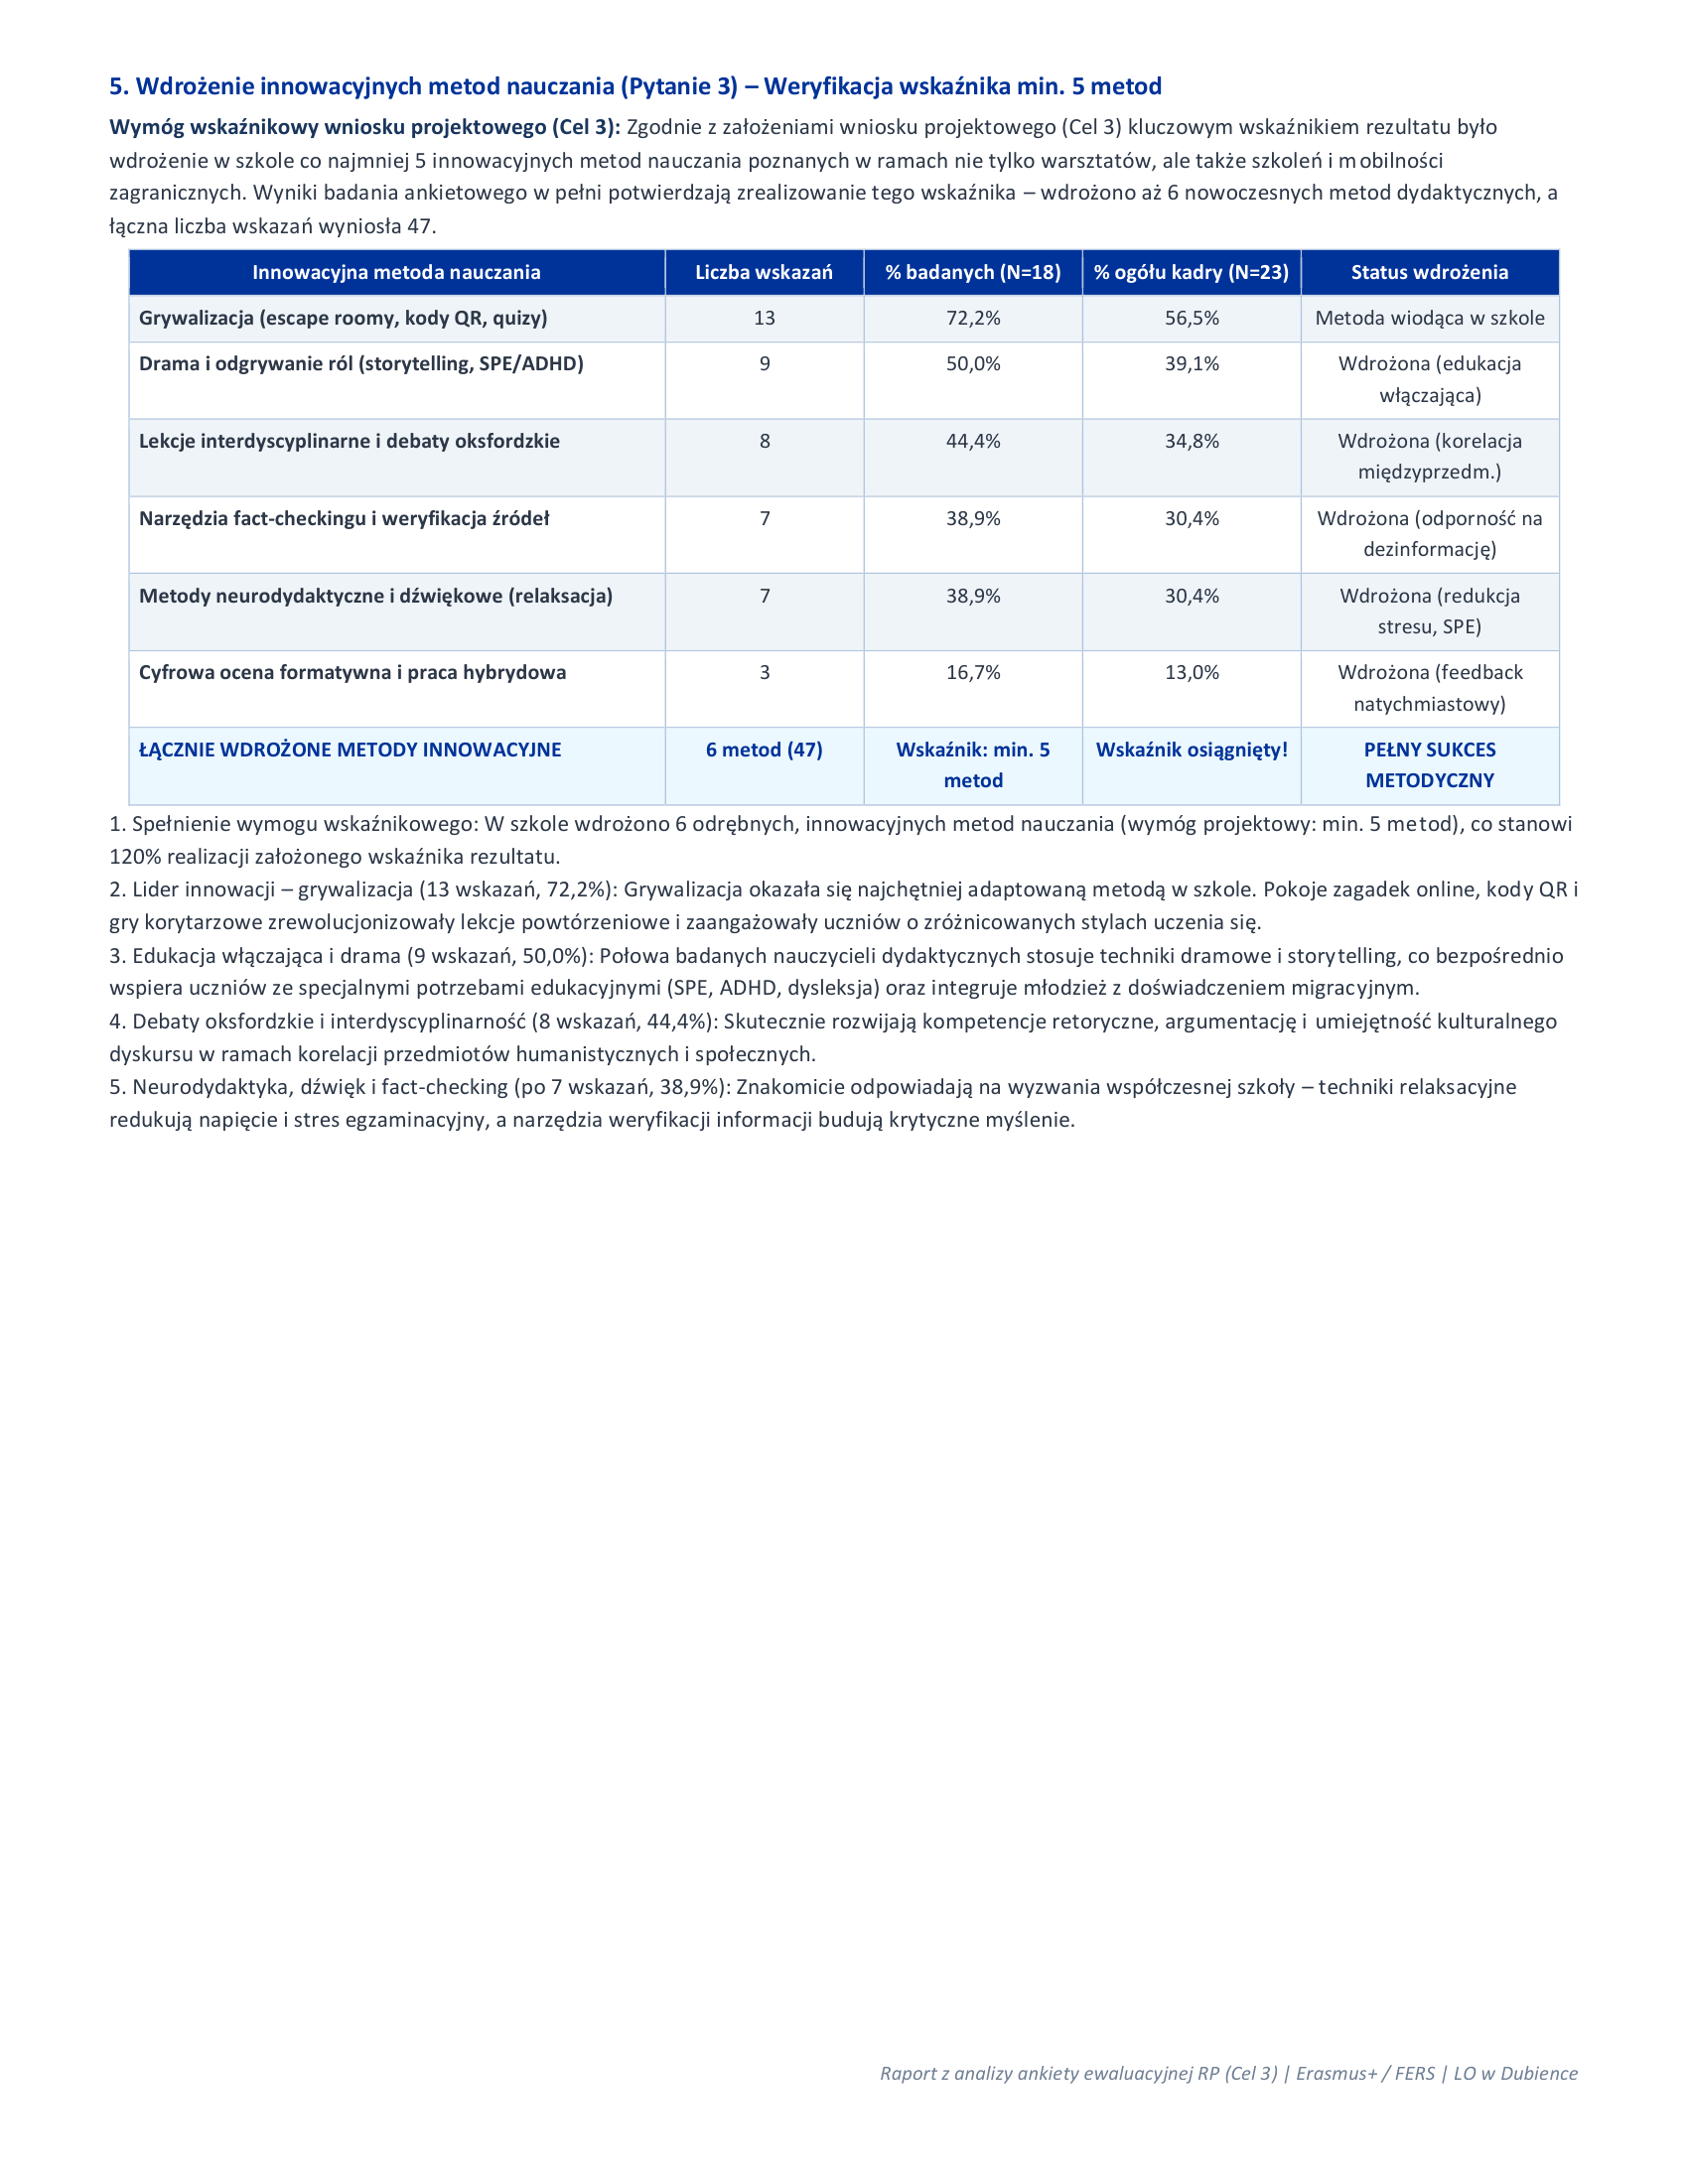 5. Wdrożenie innowacyjnych metod nauczania (Pytanie 3) – Weryfikacja wskaźnika min. 5 metod
Wymóg wskaźnikowy wniosku projektowego (Cel 3): Zgodnie z założeniami wniosku projektowego (Cel 3) kluczowym wskaźnikiem rezultatu było
wdrożenie w szkole co najmniej 5 innowacyjnych metod nauczania poznanych w ramach nie tylko warsztatów, ale także szkoleń i mobilności
zagranicznych. Wyniki badania ankietowego w pełni potwierdzają zrealizowanie tego wskaźnika – wdrożono aż 6 nowoczesnych metod dydaktycznych, a
łączna liczba wskazań wyniosła 47.
Innowacyjna metoda nauczania Liczba wskazań % badanych (N=18) % ogółu kadry (N=23) Status wdrożenia
Grywalizacja (escape roomy, kody QR, quizy) 13 72,2% 56,5% Metoda wiodąca w szkole
Drama i odgrywanie ról (storytelling, SPE/ADHD) 9 50,0% 39,1% Wdrożona (edukacja
włączająca)
Lekcje interdyscyplinarne i debaty oksfordzkie 8 44,4% 34,8% Wdrożona (korelacja
międzyprzedm.)
Narzędzia fact-checkingu i weryfikacja źródeł 7 38,9% 30,4% Wdrożona (odporność na
dezinformację)
Metody neurodydaktyczne i dźwiękowe (relaksacja) 7 38,9% 30,4% Wdrożona (redukcja
stresu, SPE)
Cyfrowa ocena formatywna i praca hybrydowa 3 16,7% 13,0% Wdrożona (feedback
natychmiastowy)
ŁĄCZNIE WDROŻONE METODY INNOWACYJNE 6 metod (47) Wskaźnik: min. 5 Wskaźnik osiągnięty! PEŁNY SUKCES
metod METODYCZNY
1. Spełnienie wymogu wskaźnikowego: W szkole wdrożono 6 odrębnych, innowacyjnych metod nauczania (wymóg projektowy: min. 5 metod), co stanowi
120% realizacji założonego wskaźnika rezultatu.
2. Lider innowacji – grywalizacja (13 wskazań, 72,2%): Grywalizacja okazała się najchętniej adaptowaną metodą w szkole. Pokoje zagadek online, kody QR i
gry korytarzowe zrewolucjonizowały lekcje powtórzeniowe i zaangażowały uczniów o zróżnicowanych stylach uczenia się.
3. Edukacja włączająca i drama (9 wskazań, 50,0%): Połowa badanych nauczycieli dydaktycznych stosuje techniki dramowe i storytelling, co bezpośrednio
wspiera uczniów ze specjalnymi potrzebami edukacyjnymi (SPE, ADHD, dysleksja) oraz integruje młodzież z doświadczeniem migracyjnym.
4. Debaty oksfordzkie i interdyscyplinarność (8 wskazań, 44,4%): Skutecznie rozwijają kompetencje retoryczne, argumentację i umiejętność kulturalnego
dyskursu w ramach korelacji przedmiotów humanistycznych i społecznych.
5. Neurodydaktyka, dźwięk i fact-checking (po 7 wskazań, 38,9%): Znakomicie odpowiadają na wyzwania współczesnej szkoły – techniki relaksacyjne
redukują napięcie i stres egzaminacyjny, a narzędzia weryfikacji informacji budują krytyczne myślenie.
Raport z analizy ankiety ewaluacyjnej RP (Cel 3) | Erasmus+ / FERS | LO w Dubience